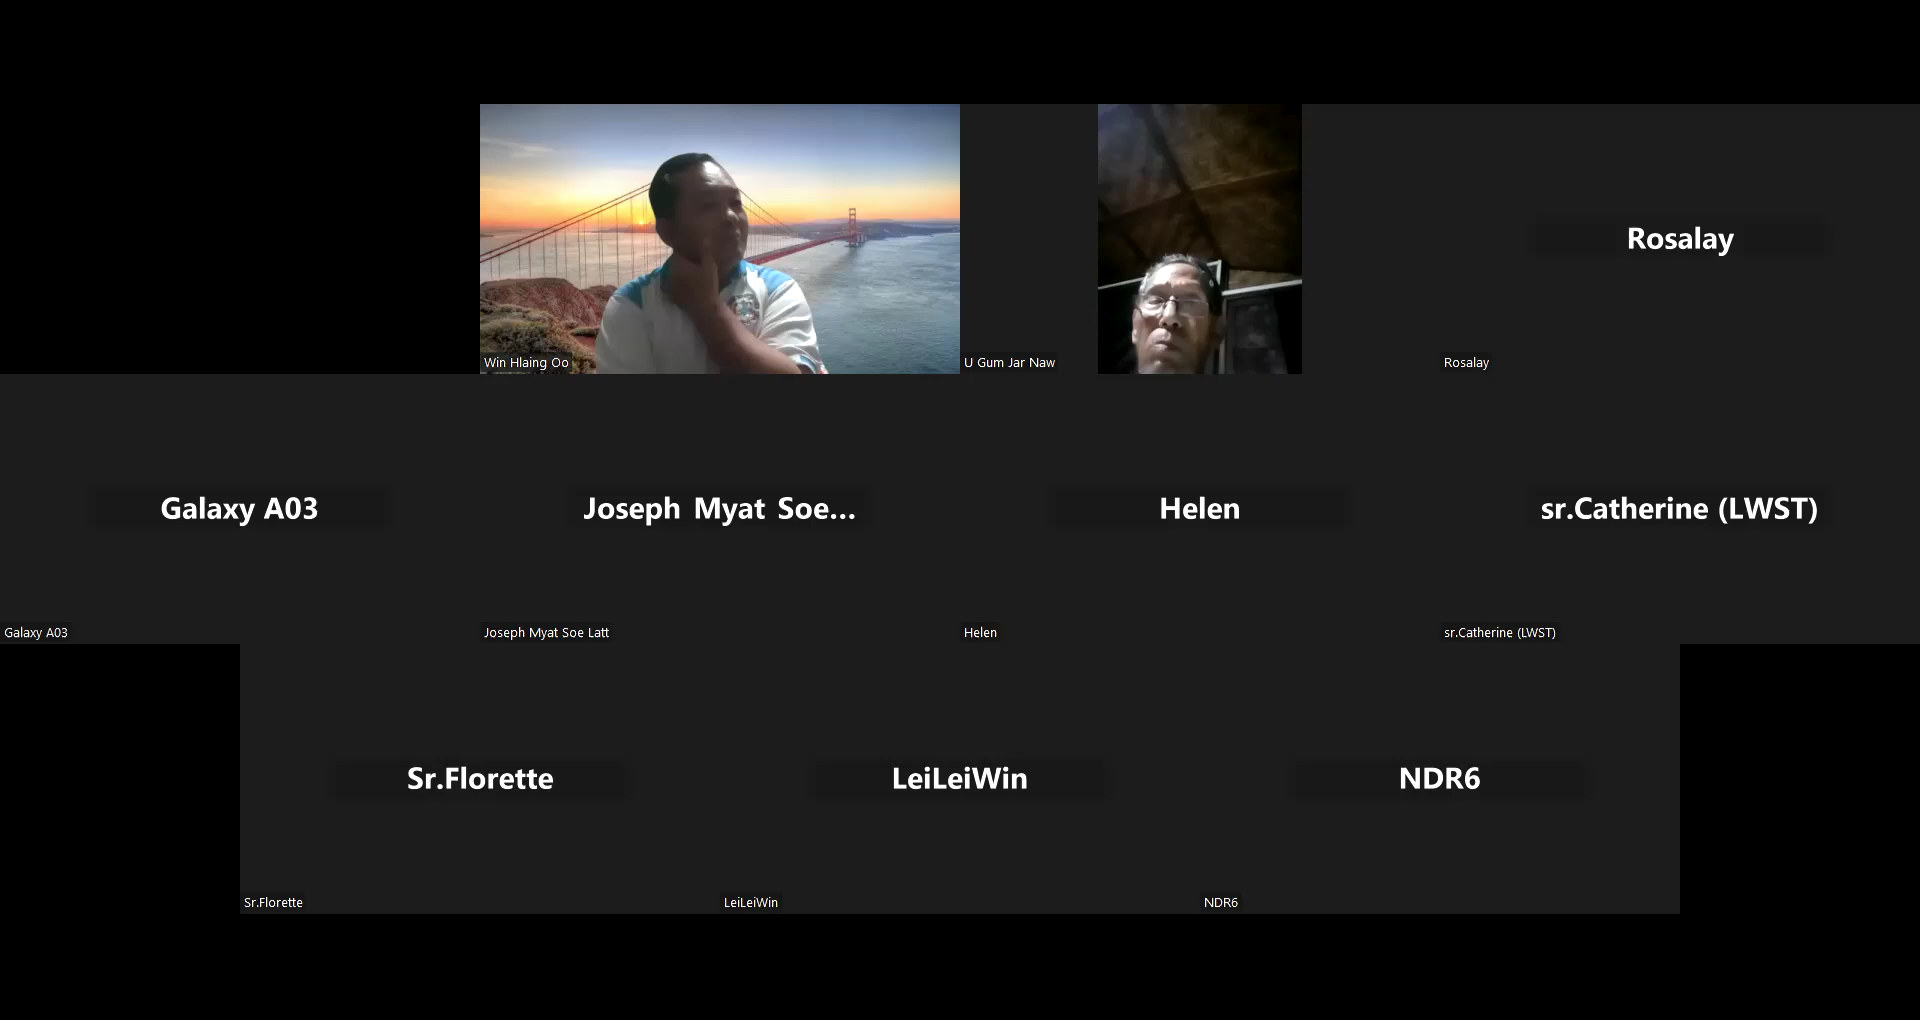 Rosalay
Win Hlaing Oo
U Gum Jar Naw
Rosalay
Galaxy A03
Joseph Myat Soe...
Helen
sr.Catherine (LWST)
Galaxy A03
Joseph Myat Soe Latt
Helen
sr.Catherine (LWST)
Sr.Florette
LeiLeiWin
NDR6
Sr.Florette
LeiLeiWin
NDR6